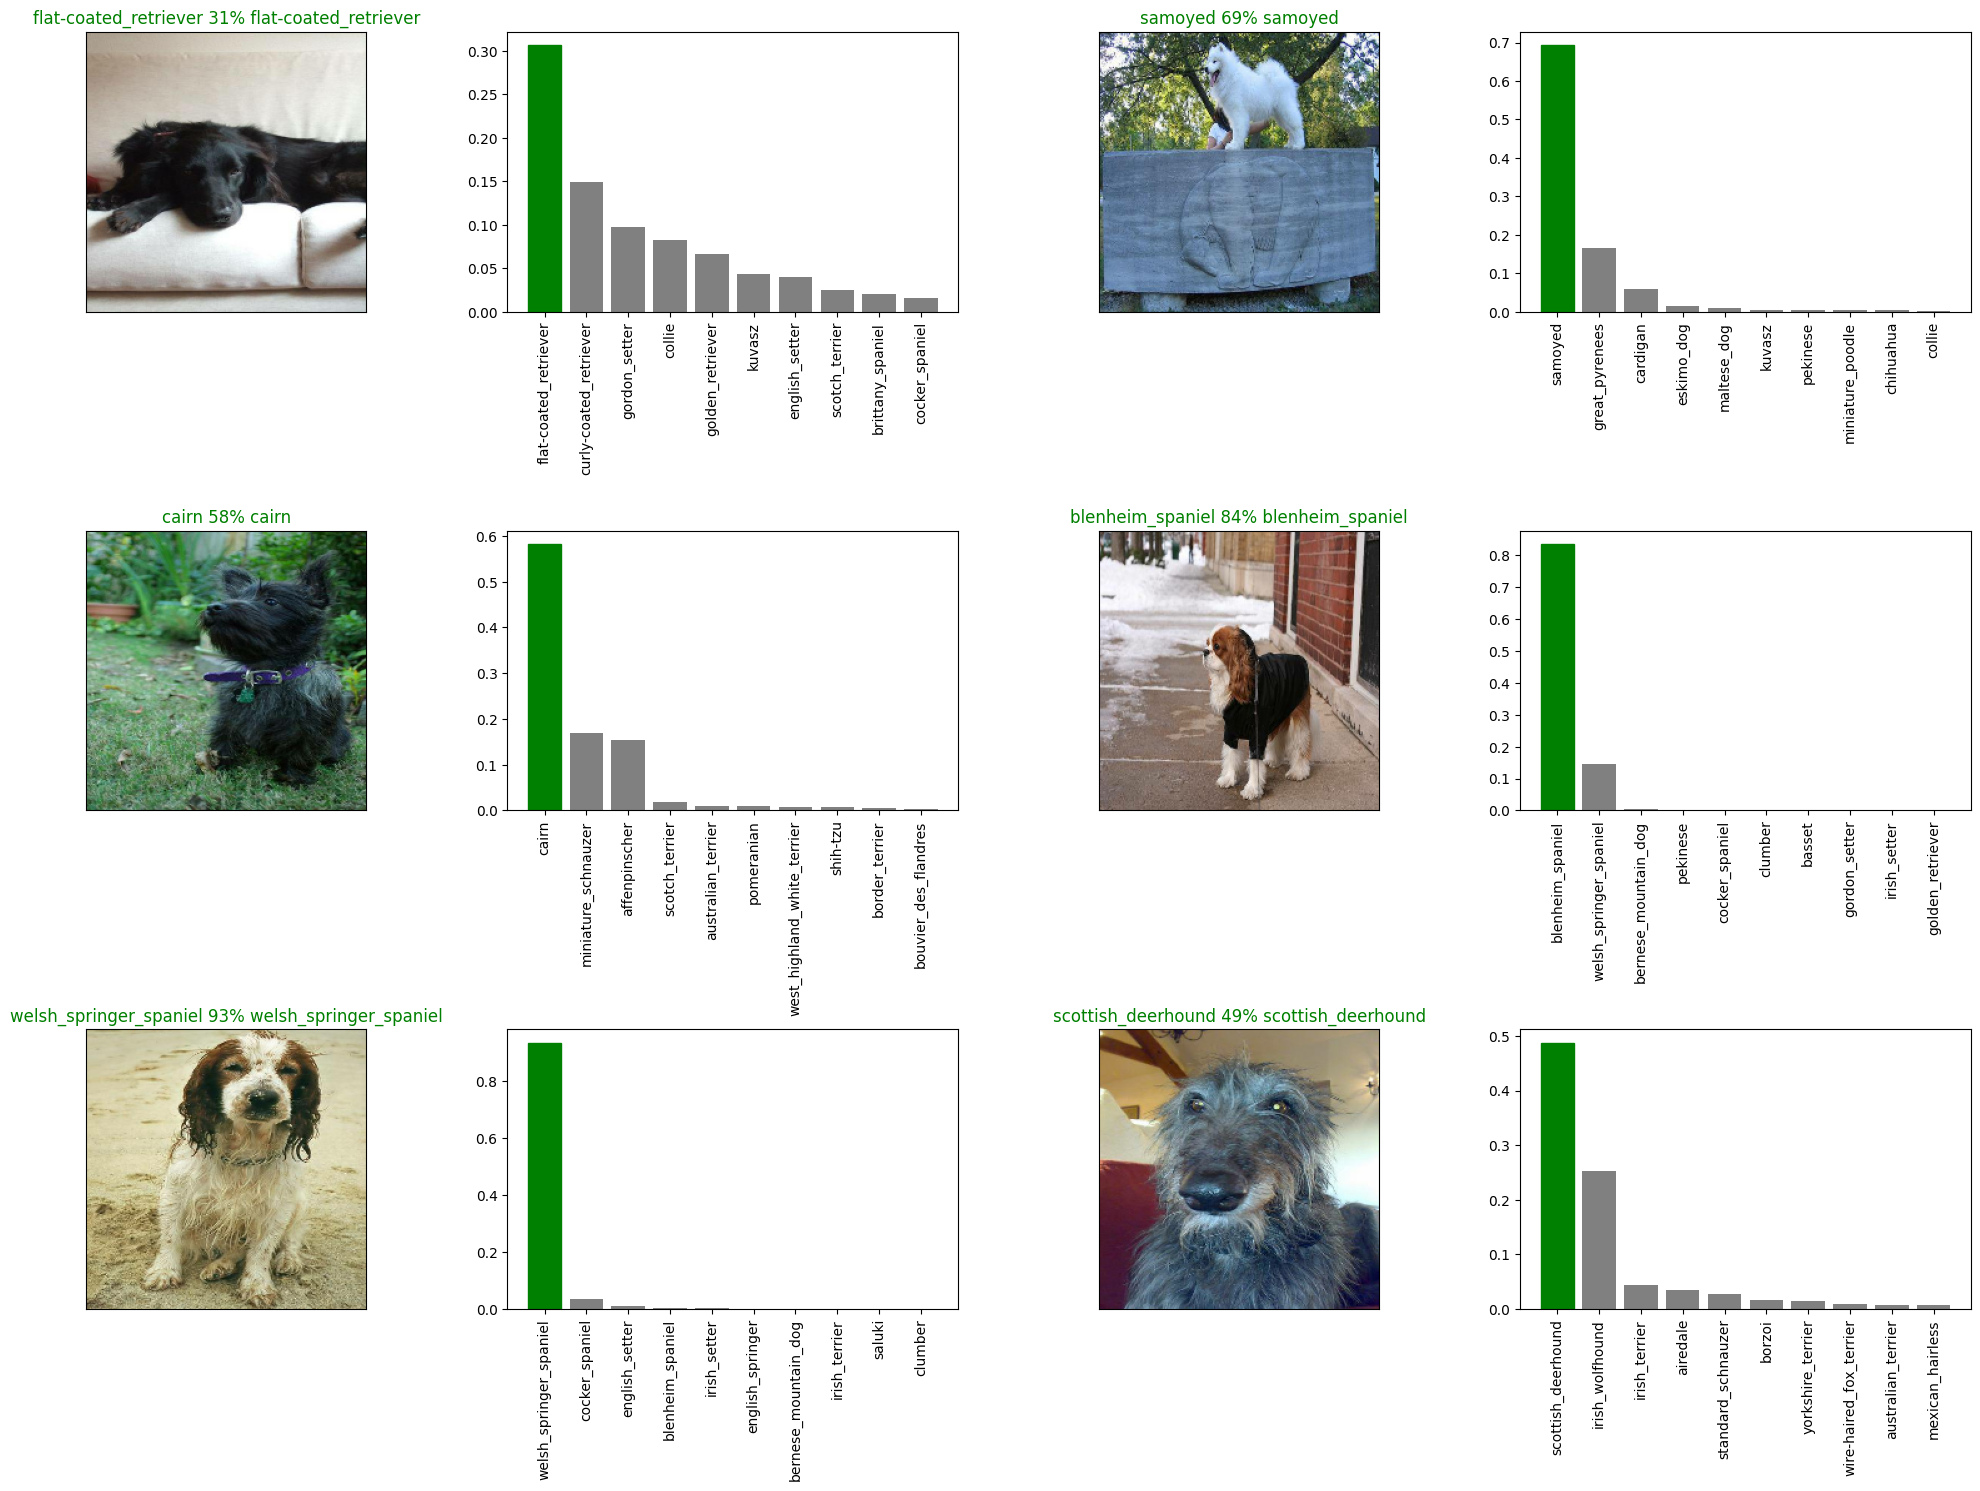 flat-coated_retriever 31% flat-coated_retriever
0.30
0.25
0.20
0.15
0.10
0.05
0.00
flat-coated_retriever
curly-coated_retriever
gordon_setter
collie
golden_retriever
kuvasz
english_setter
scotch_terrier
brittany_spaniel
cocker_spaniel
samoyed 69% samoyed
0.7
0.6
0.5
0.4
0.3
0.2
0.1
0.0
samoyed
great_pyrenees
cardigan
eskimo_dog
maltese_dog
kuvasz
pekinese
miniature_poodle
chihuahua
collie
cairn 58% cairn
0.6
0.5
0.4
0.3
0.2
0.1
0.0
cairn
miniature_schnauzer
affenpinscher
scotch_terrier
australian_terrier
pomeranian
west_highland_white_terrier
shih-tzu
border_terrier
bouvier_des_flandres
blenheim_spaniel 84% blenheim_spaniel
0.8
0.7
0.6
0.5
0.4
0.3
0.2
0.1
0.0
blenheim_spaniel
welsh_springer_spaniel
bernese_mountain_dog
pekinese
cocker_spaniel
clumber
basset
gordon_setter
irish_setter
golden_retriever
welsh_springer_spaniel 93% welsh_springer_spaniel
0.8
0.6
0.4
0.2
0.0
welsh_springer_spaniel
cocker_spaniel
english_setter
blenheim_spaniel
irish_setter
english_springer
bernese_mountain_dog
irish_terrier
saluki
clumber
scottish_deerhound 49% scottish_deerhound
0.5
0.4
0.3
0.2
0.1
0.0
scottish_deerhound
irish_wolfhound
irish_terrier
airedale
standard_schnauzer
borzoi
yorkshire_terrier
wire-haired_fox_terrier
australian_terrier
mexican_hairless